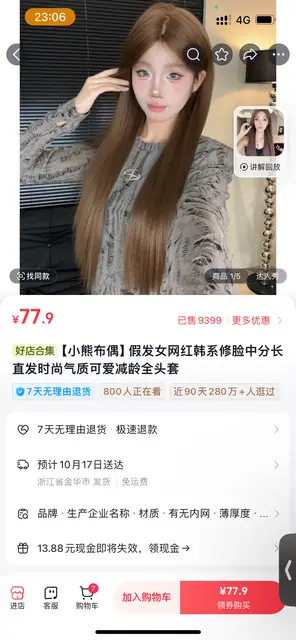 23:06
4G
讲解回放
找同款
商品 1/5
达人秀
¥77.9
已售9399
更多优惠
好店合集【小熊布偶】假发女网红韩系修脸中分长
直发时尚气质可爱减龄全头套
7天无理由退货
800人正在看
近90天280万+人逛过
7天无理由退货 · 极速退款
预计10月17日送达
浙江省金华市 发货
免运费
品牌 · 生产企业名称 · 材质 · 有无内网 · 薄厚度 · ...
13.88元现金即将失效，领现金→
进店
客服
7
购物车
加入购物车
¥77.9
领券购买